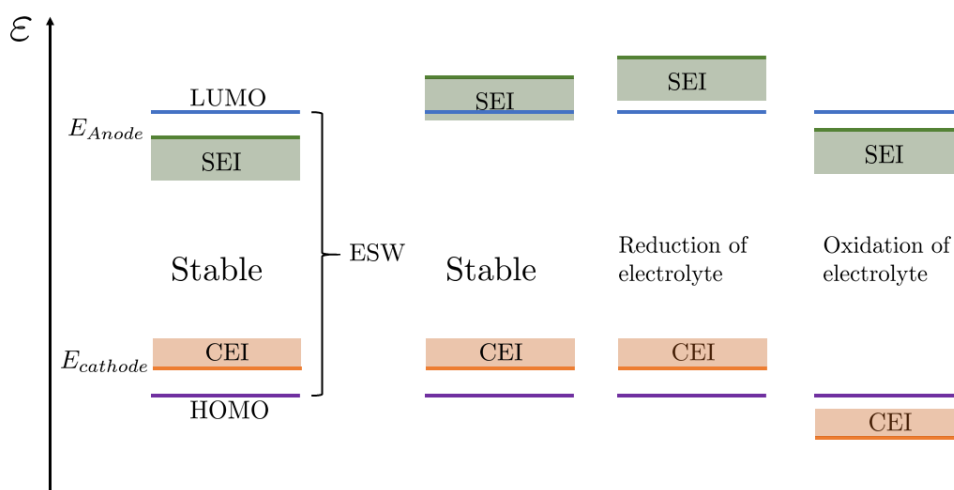 ε
LUMO
E_Anode
SEI
SEI
SEI
SEI
ESW
Stable
Stable
Reduction of
electrolyte
Oxidation of
electrolyte
E_cathode
CEI
CEI
CEI
HOMO
CEI